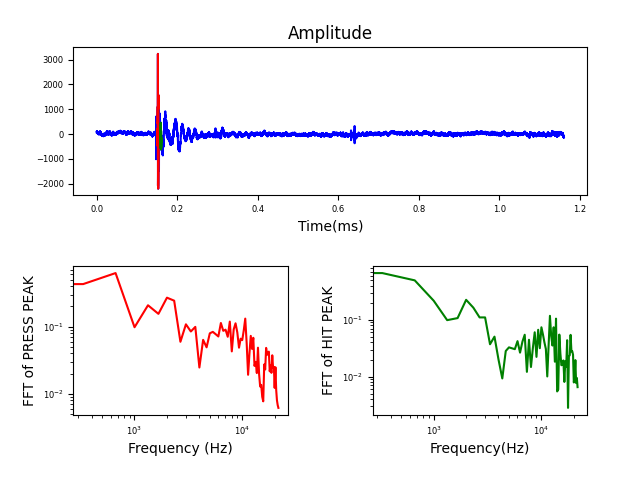 Amplitude
3000
2000
1000
0
−1000
−2000
0.0 0.2 0.4 0.6 0.8 1.0 1.2
Time(ms)
FFT of PRESS PEAK
10⁻¹
10⁻²
10³ 10⁴
Frequency (Hz)
FFT of HIT PEAK
10⁻¹
10⁻²
10³ 10⁴
Frequency(Hz)